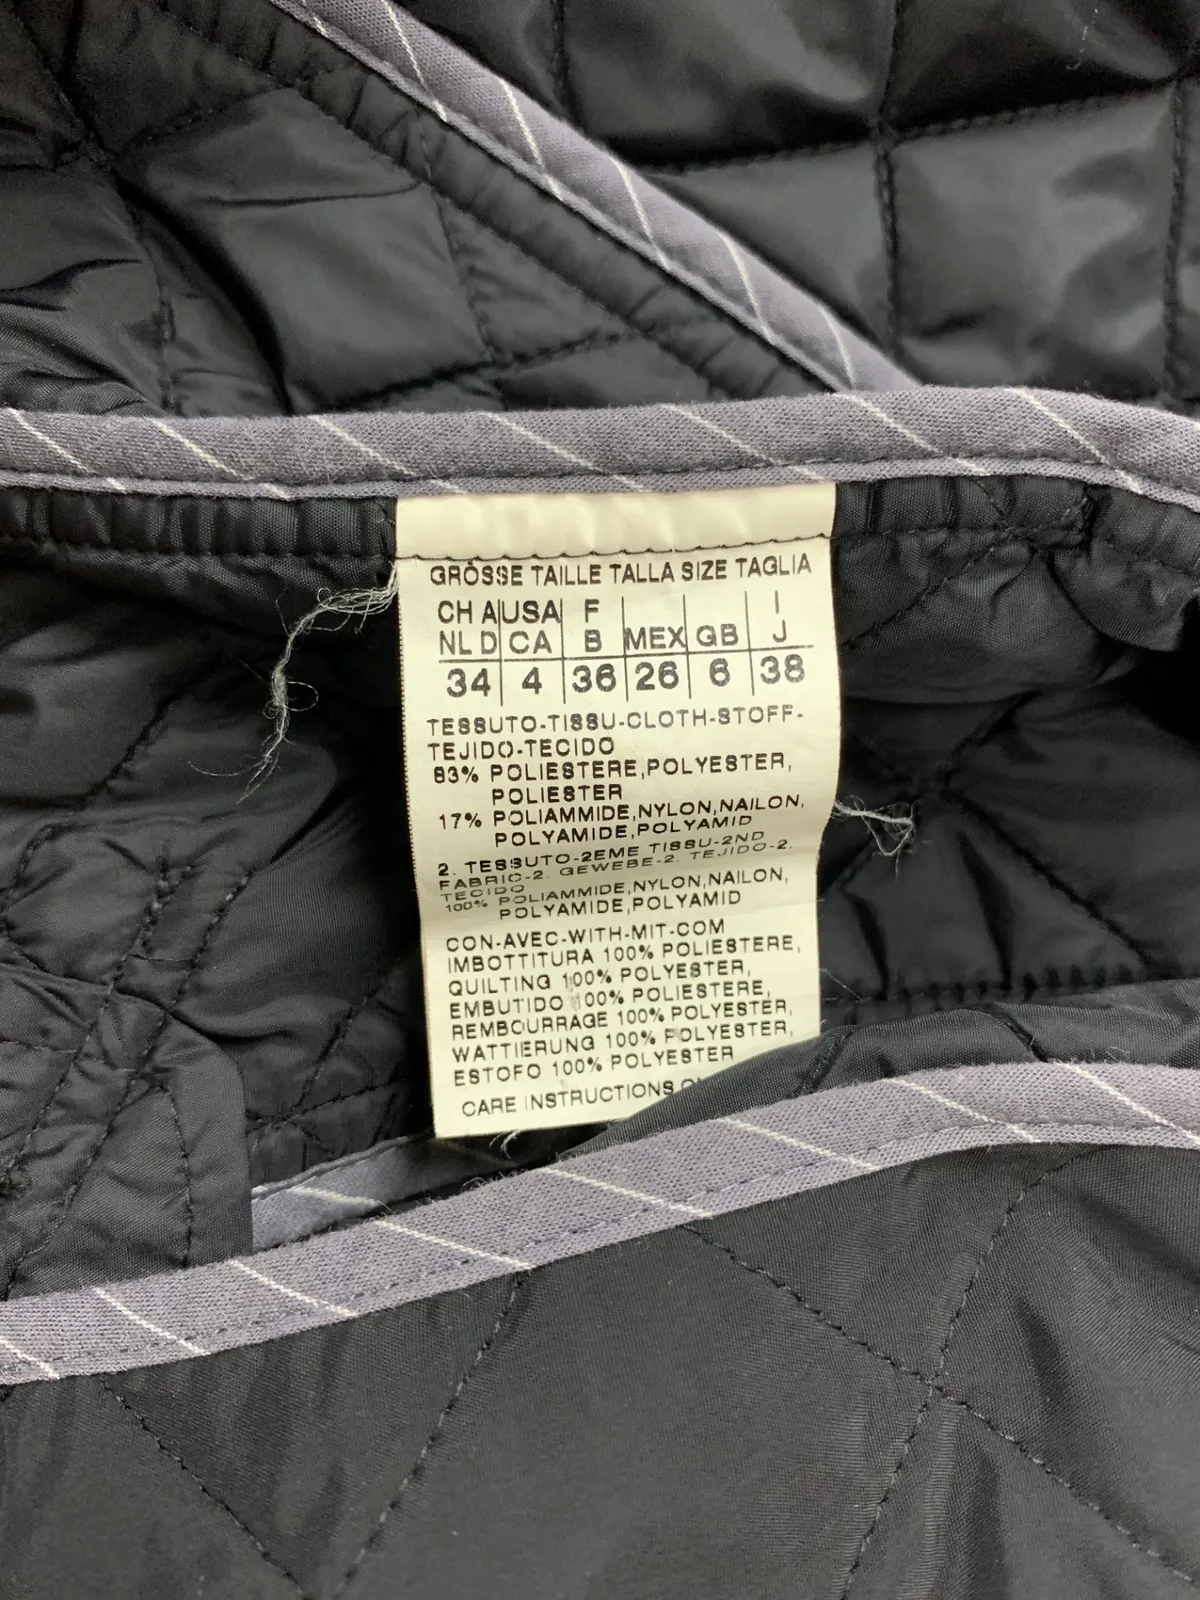 GRÖSSE TAILLE TALLA SIZE TAGLIA
CH A USA F I
NL D CA B MEX GB J
34 4 36 26 6 38
TESSUTO-TISSU-CLOTH-STOFF-
TEJIDO-TECIDO
83% POLIESTERE,POLYESTER,
POLIESTER
17% POLIAMMIDE,NYLON,NAILON,
POLYAMIDE,POLYAMID
2. TESSUTO-2EME TISSU-2ND
FABRIC-2. GEWEBE-2. TEJIDO-2.
TECIDO
100% POLIAMMIDE,NYLON,NAILON,
POLYAMIDE,POLYAMID
CON-AVEC-WITH-MIT-COM
IMBOTTITURA 100% POLIESTERE,
QUILTING 100% POLYESTER,
EMBUTIDO 100% POLIESTERE,
REMBOURRAGE 100% POLYESTER,
WATTIERUNG 100% POLYESTER,
ESTOFO 100% POLYESTER
CARE INSTRUCTIONS